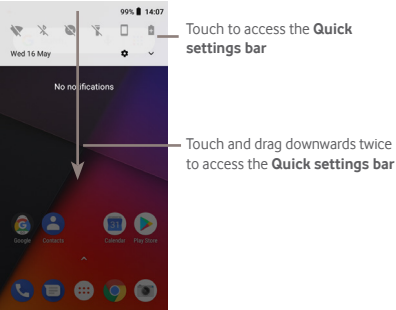 99% 14:07
Wed 16 May
No notifications
Touch to access the Quick
settings bar
Touch and drag downwards twice
to access the Quick settings bar
31
Google Contacts Calendar Play Store